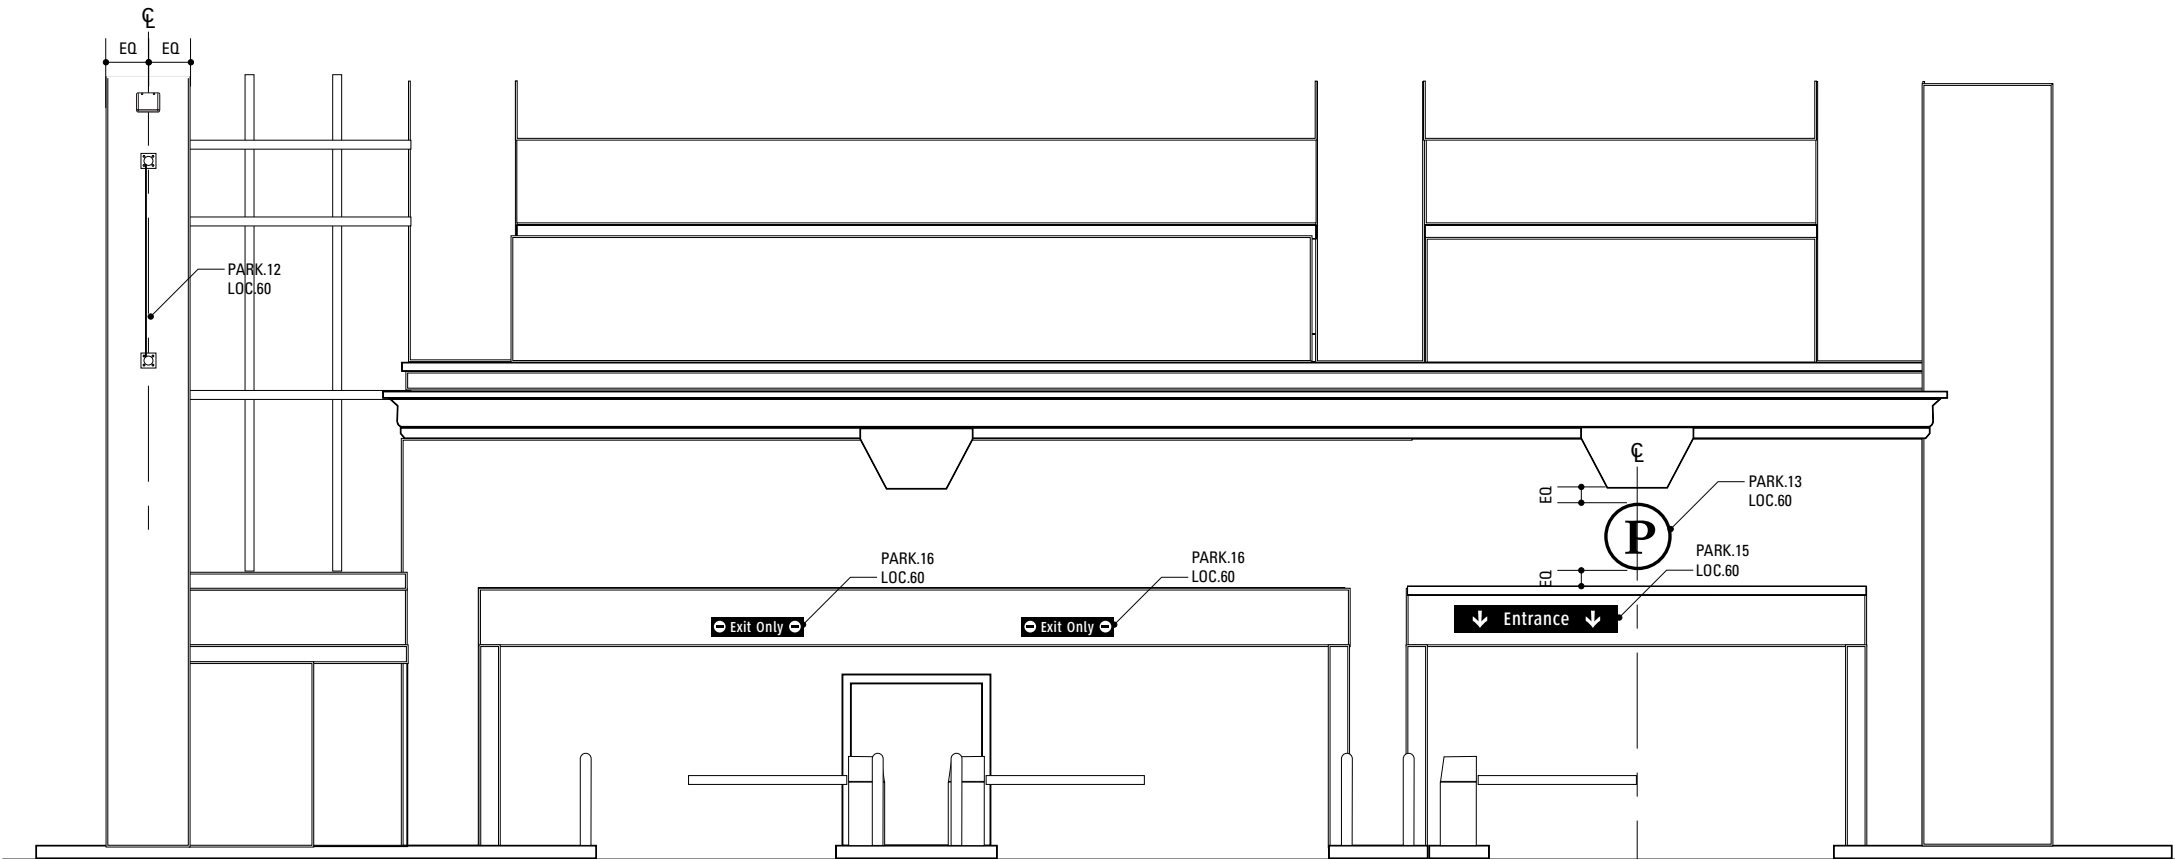 ℄
EQ EQ
PARK.12
LOC.60
℄
EQ
PARK.13
LOC.60
P
EQ
PARK.16
LOC.60
PARK.16
LOC.60
PARK.15
LOC.60
Exit Only
Exit Only
Entrance